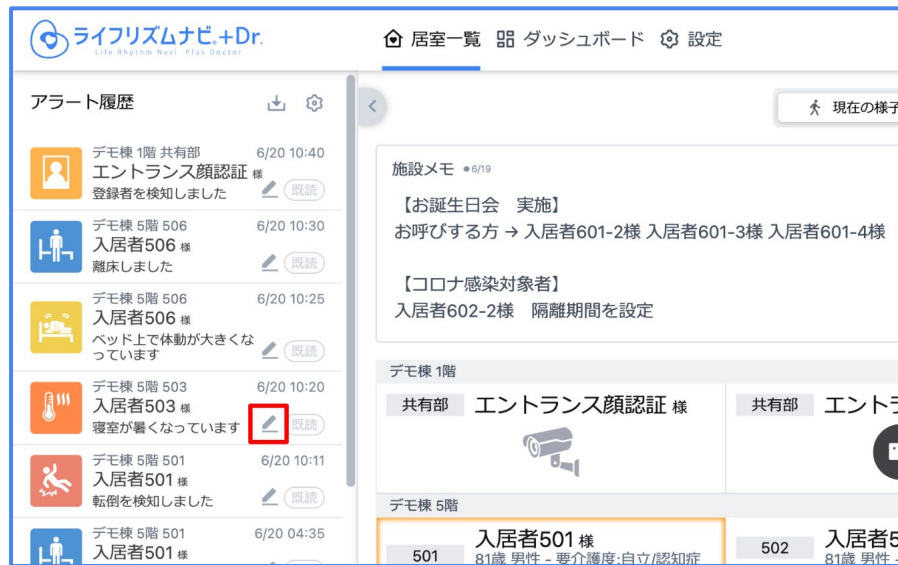 ライフリズムナビ®+Dr.
Life Rhythm Navi Plus Doctor
居室一覧 ダッシュボード 設定
アラート履歴
デモ棟 1階 共有部 6/20 10:40
エントランス顔認証 様
登録者を検知しました 既読
デモ棟 5階 506 6/20 10:30
入居者506 様
離床しました 既読
デモ棟 5階 506 6/20 10:25
入居者506 様
ベッド上で体動が大きくな
っています 既読
デモ棟 5階 503 6/20 10:20
入居者503 様
寝室が暑くなっています 既読
デモ棟 5階 501 6/20 10:11
入居者501 様
転倒を検知しました 既読
デモ棟 5階 501 6/20 04:35
入居者501 様
現在の様子
施設メモ ●6/19
【お誕生日会 実施】
お呼びする方 → 入居者601-2様 入居者601-3様 入居者601-4様
【コロナ感染対象者】
入居者602-2様 隔離期間を設定
デモ棟 1階
共有部 エントランス顔認証 様
共有部 エントラ
デモ棟 5階
501 入居者501 様
81歳 男性 - 要介護度:自立/認知症
502 入居者5
81歳 男性 -